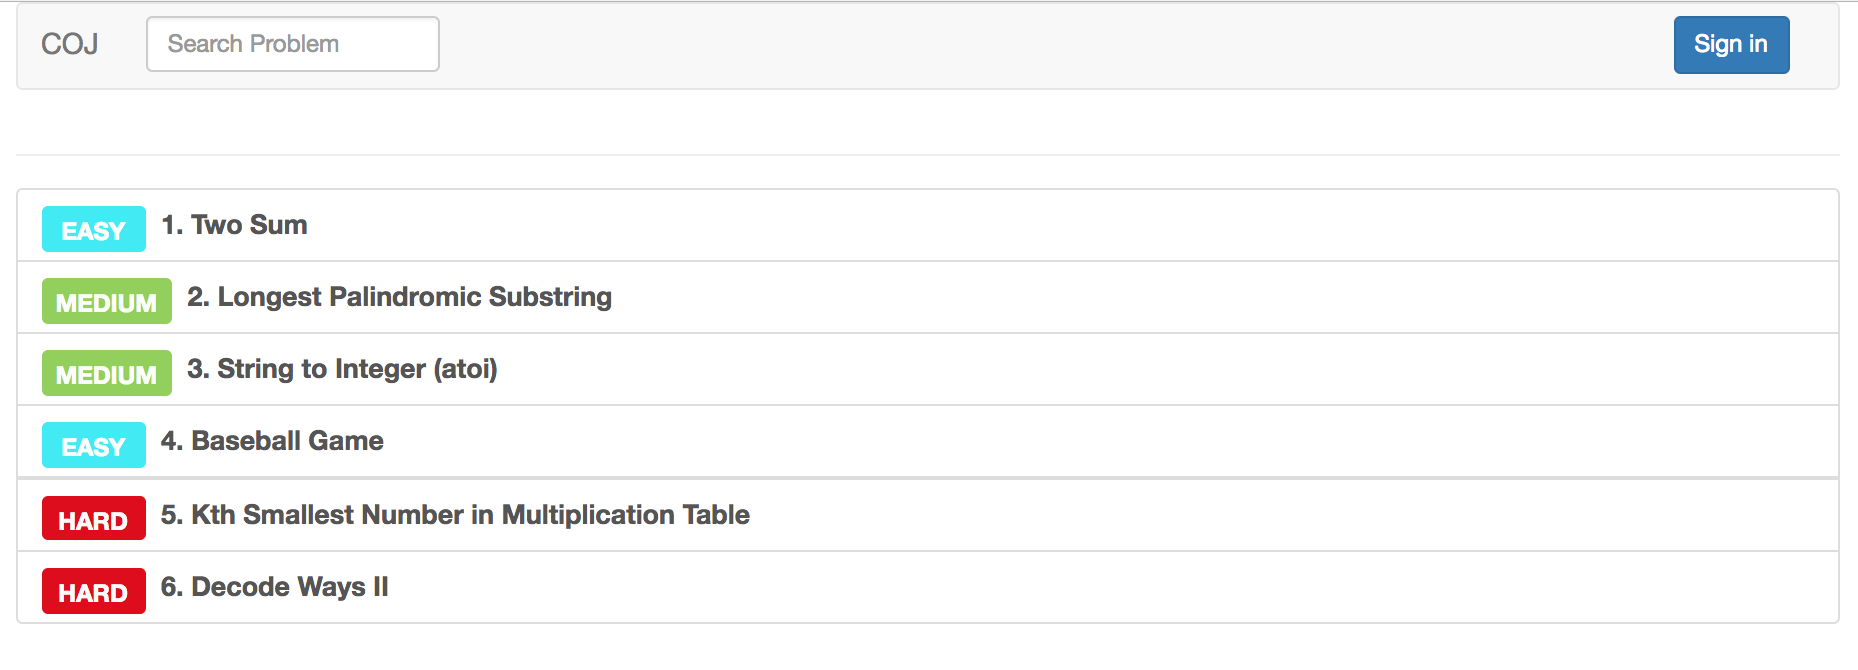 COJ Search Problem Sign in
EASY 1. Two Sum
MEDIUM 2. Longest Palindromic Substring
MEDIUM 3. String to Integer (atoi)
EASY 4. Baseball Game
HARD 5. Kth Smallest Number in Multiplication Table
HARD 6. Decode Ways II